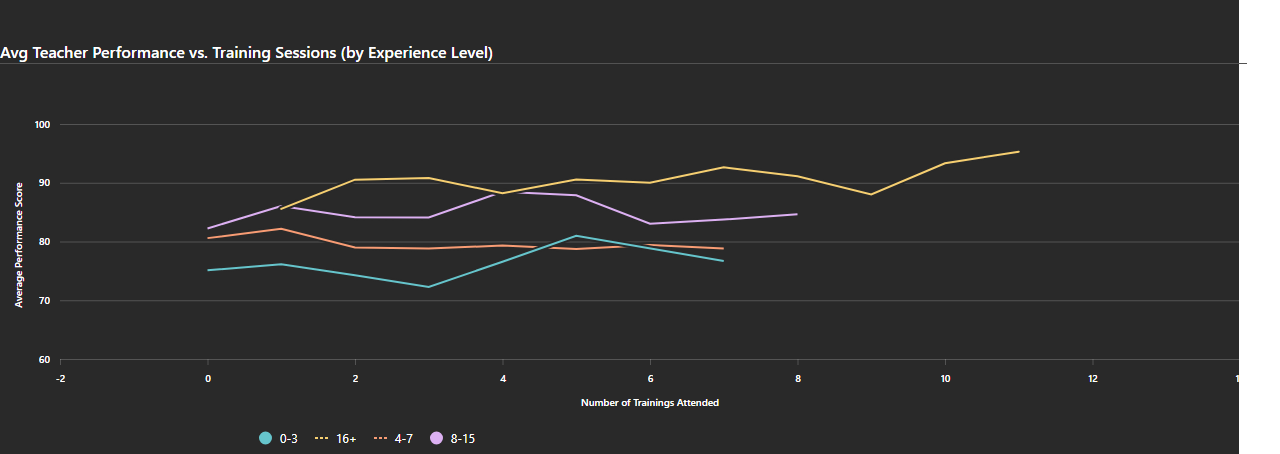 Avg Teacher Performance vs. Training Sessions (by Experience Level)
100
90
80
70
60
Average Performance Score
-2 0 2 4 6 8 10 12
Number of Trainings Attended
0-3 16+ 4-7 8-15